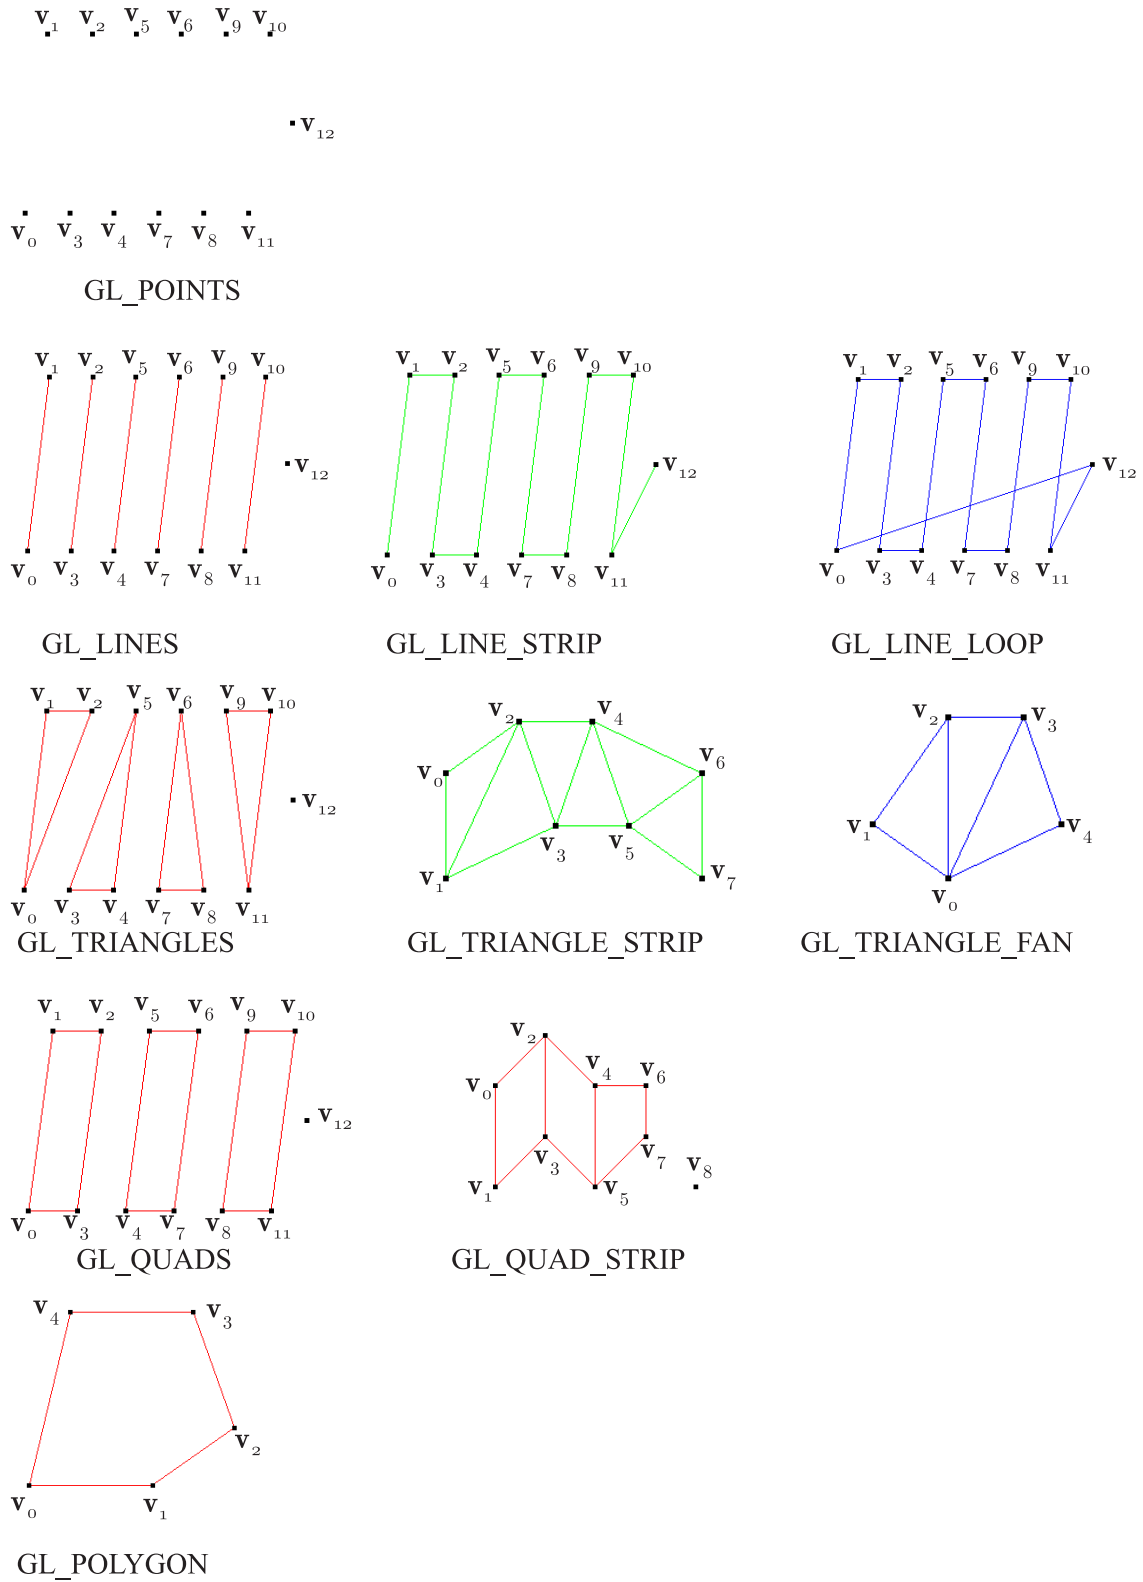 v1 v2 v5 v6 v9 v10
v12
v0 v3 v4 v7 v8 v11
GL_POINTS
v1 v2 v5 v6 v9 v10
v12
v0 v3 v4 v7 v8 v11
GL_LINES
v1 v2 v5 v6 v9 v10
v12
v0 v3 v4 v7 v8 v11
GL_LINE_STRIP
v1 v2 v5 v6 v9 v10
v12
v0 v3 v4 v7 v8 v11
GL_LINE_LOOP
v1 v2 v5 v6 v9 v10
v12
v0 v3 v4 v7 v8 v11
GL_TRIANGLES
v2 v4
v0 v6
v3 v5
v1 v7
GL_TRIANGLE_STRIP
v2 v3
v1 v4
v0
GL_TRIANGLE_FAN
v1 v2 v5 v6 v9 v10
v12
v0 v3 v4 v7 v8 v11
GL_QUADS
v2
v0 v4 v6
v3 v7
v1 v5 v8
GL_QUAD_STRIP
v4 v3
v2
v0 v1
GL_POLYGON